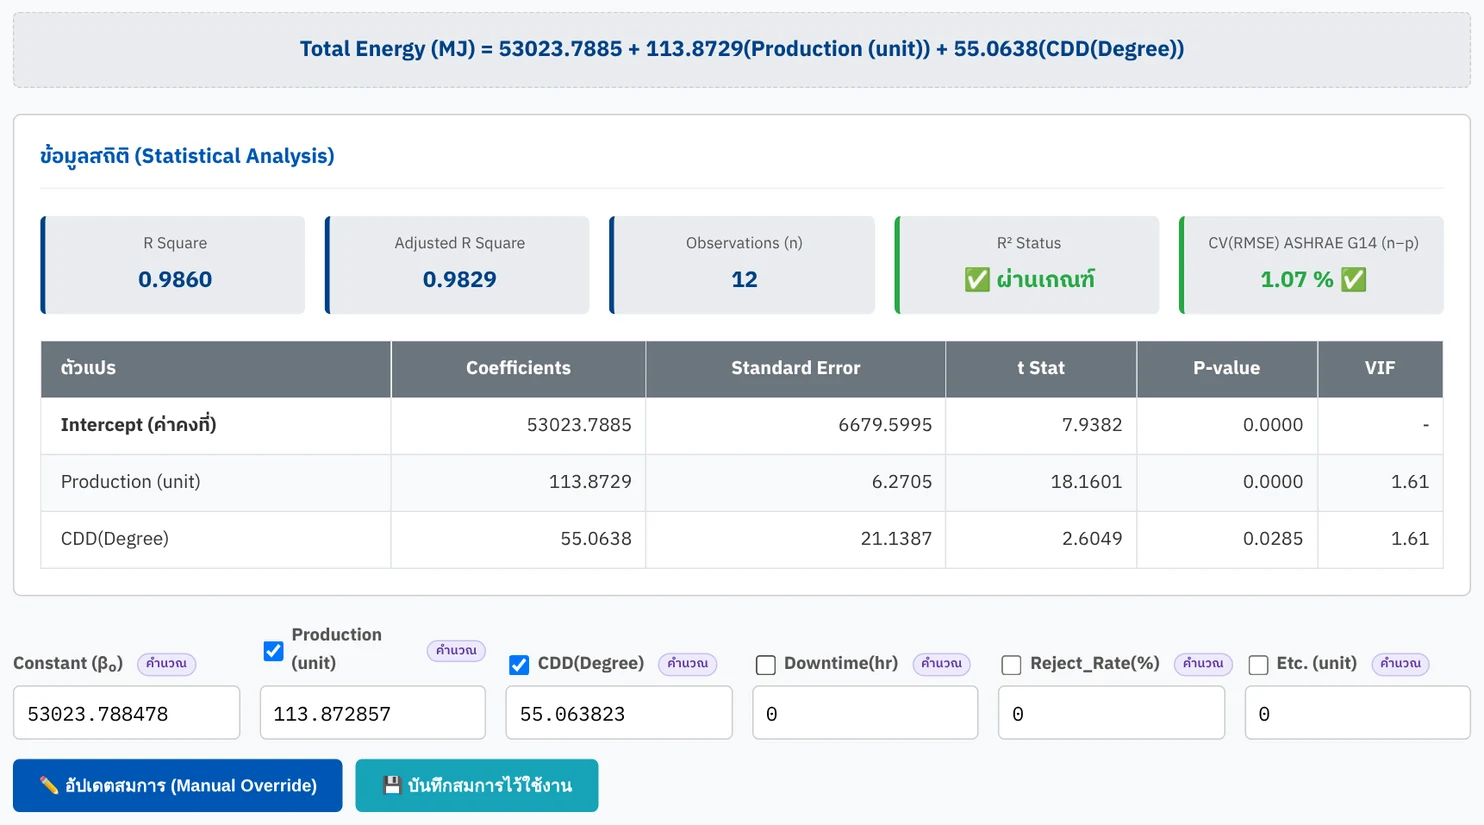 Total Energy (MJ) = 53023.7885 + 113.8729(Production (unit)) + 55.0638(CDD(Degree))
ข้อมูลสถิติ (Statistical Analysis)
R Square
0.9860
Adjusted R Square
0.9829
Observations (n)
12
R² Status
✅ ผ่านเกณฑ์
CV(RMSE) ASHRAE G14 (n−p)
1.07 % ✅
ตัวแปร Coefficients Standard Error t Stat P-value VIF
Intercept (ค่าคงที่) 53023.7885 6679.5995 7.9382 0.0000 -
Production (unit) 113.8729 6.2705 18.1601 0.0000 1.61
CDD(Degree) 55.0638 21.1387 2.6049 0.0285 1.61
Constant (β₀) คำนวณ
53023.788478
Production (unit) คำนวณ
113.872857
CDD(Degree) คำนวณ
55.063823
Downtime(hr) คำนวณ
0
Reject_Rate(%) คำนวณ
0
Etc. (unit) คำนวณ
0
✏️ อัปเดตสมการ (Manual Override)
💾 บันทึกสมการไว้ใช้งาน